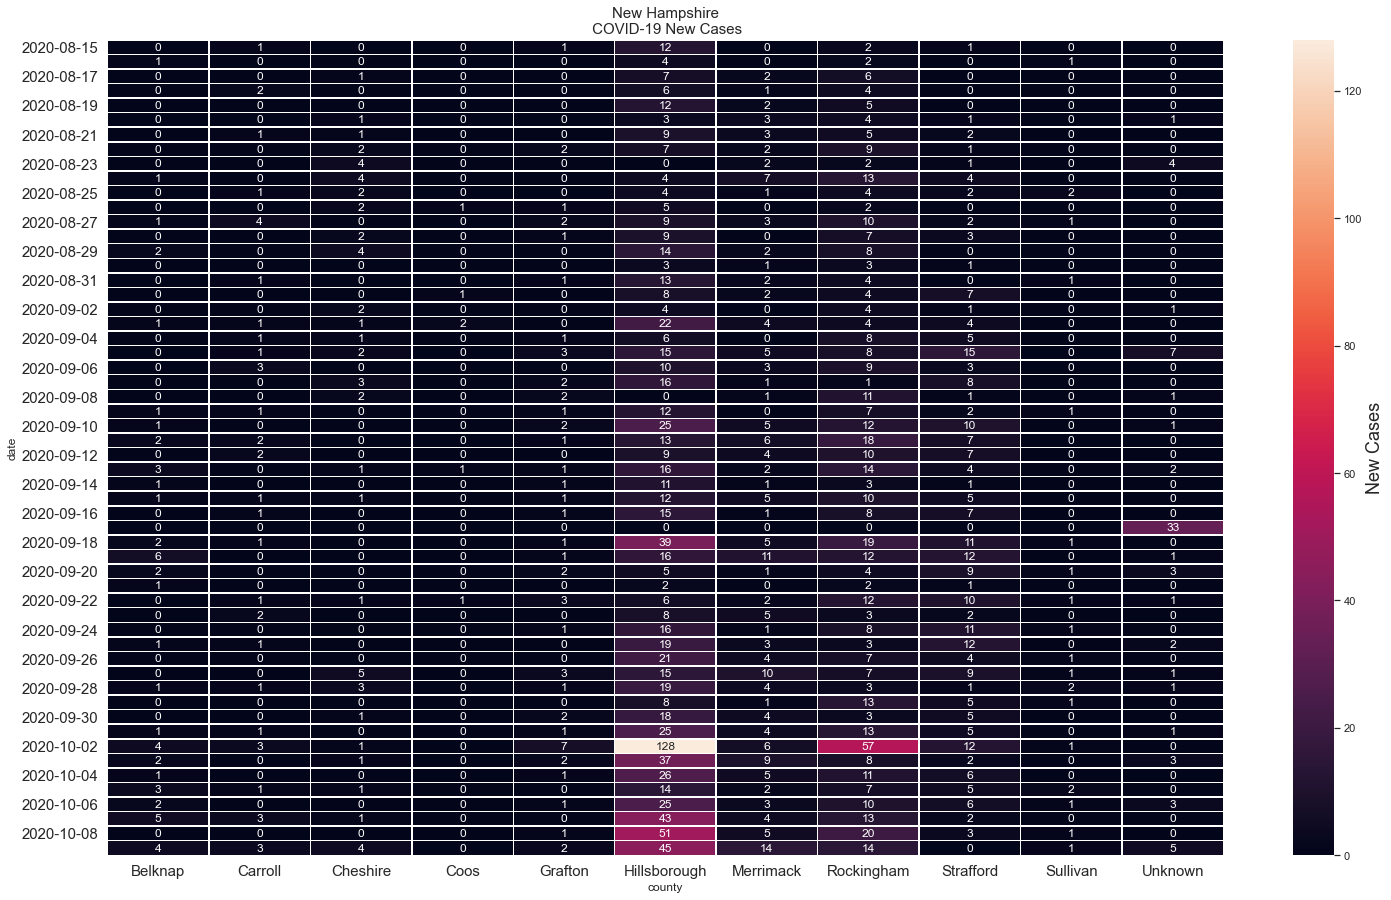 New Hampshire
COVID-19 New Cases
2020-08-15 0 1 0 0 1 12 0 2 1 0 0
1 0 0 0 0 4 0 2 0 1 0
2020-08-17 0 0 1 0 0 7 2 6 0 0 0
0 2 0 0 0 6 1 4 0 0 0
2020-08-19 0 0 0 0 0 12 2 5 0 0 0
0 0 1 0 0 3 3 4 1 0 1
2020-08-21 0 1 1 0 0 9 3 5 2 0 0
0 0 2 0 2 7 2 9 1 0 0
2020-08-23 0 0 4 0 0 0 2 2 1 0 4
1 0 4 0 0 4 7 13 4 0 0
2020-08-25 0 1 2 0 0 4 1 4 2 2 0
0 0 2 1 1 5 0 2 0 0 0
2020-08-27 1 4 0 0 2 9 3 10 2 1 0
0 0 2 0 1 9 0 7 3 0 0
2020-08-29 2 0 4 0 0 14 2 8 0 0 0
0 0 0 0 0 3 1 3 1 0 0
2020-08-31 0 1 0 0 1 13 2 4 0 1 0
0 0 0 1 0 8 2 4 7 0 0
2020-09-02 0 0 2 0 0 4 0 4 1 0 1
1 1 1 2 0 22 4 4 4 0 0
2020-09-04 0 1 1 0 1 6 0 8 5 0 0
0 1 2 0 3 15 5 8 15 0 7
2020-09-06 0 3 0 0 0 10 3 9 3 0 0
0 0 3 0 2 16 1 1 8 0 0
2020-09-08 0 0 2 0 2 0 1 11 1 0 1
1 1 0 0 1 12 0 7 2 1 0
2020-09-10 1 0 0 0 2 25 5 12 10 0 1
2 2 0 0 1 13 6 18 7 0 0
2020-09-12 0 2 0 0 0 9 4 10 7 0 0
3 0 1 1 1 16 2 14 4 0 2
2020-09-14 1 0 0 0 1 11 1 3 1 0 0
1 1 1 0 1 12 5 10 5 0 0
2020-09-16 0 1 0 0 1 15 1 8 7 0 0
0 0 0 0 0 0 0 0 0 0 33
2020-09-18 2 1 0 0 1 39 5 19 11 1 0
6 0 0 0 1 16 11 12 12 0 1
2020-09-20 2 0 0 0 2 5 1 4 9 1 3
1 0 0 0 0 2 0 2 1 0 0
2020-09-22 0 1 1 1 3 6 2 12 10 1 1
0 2 0 0 0 8 5 3 2 0 0
2020-09-24 0 0 0 0 1 16 1 8 11 1 0
1 1 0 0 0 19 3 3 12 0 2
2020-09-26 0 0 0 0 0 21 4 7 4 1 0
0 0 5 0 3 15 10 7 9 1 1
2020-09-28 1 1 3 0 1 19 4 3 1 2 1
0 0 0 0 0 8 1 13 5 1 0
2020-09-30 0 0 1 0 2 18 4 3 5 0 0
1 1 0 0 1 25 4 13 5 0 1
2020-10-02 4 3 1 0 7 128 6 57 12 1 0
2 0 1 0 2 37 9 8 2 0 3
2020-10-04 1 0 0 0 1 26 5 11 6 0 0
3 1 1 0 0 14 2 7 5 2 0
2020-10-06 2 0 0 0 1 25 3 10 6 1 3
5 3 1 0 0 43 4 13 2 0 0
2020-10-08 0 0 0 0 1 51 5 20 3 1 0
4 3 4 0 2 45 14 14 0 1 5
Belknap Carroll Cheshire Coos Grafton Hillsborough Merrimack Rockingham Strafford Sullivan Unknown
county
date
120
100
80
60
40
20
0
New Cases